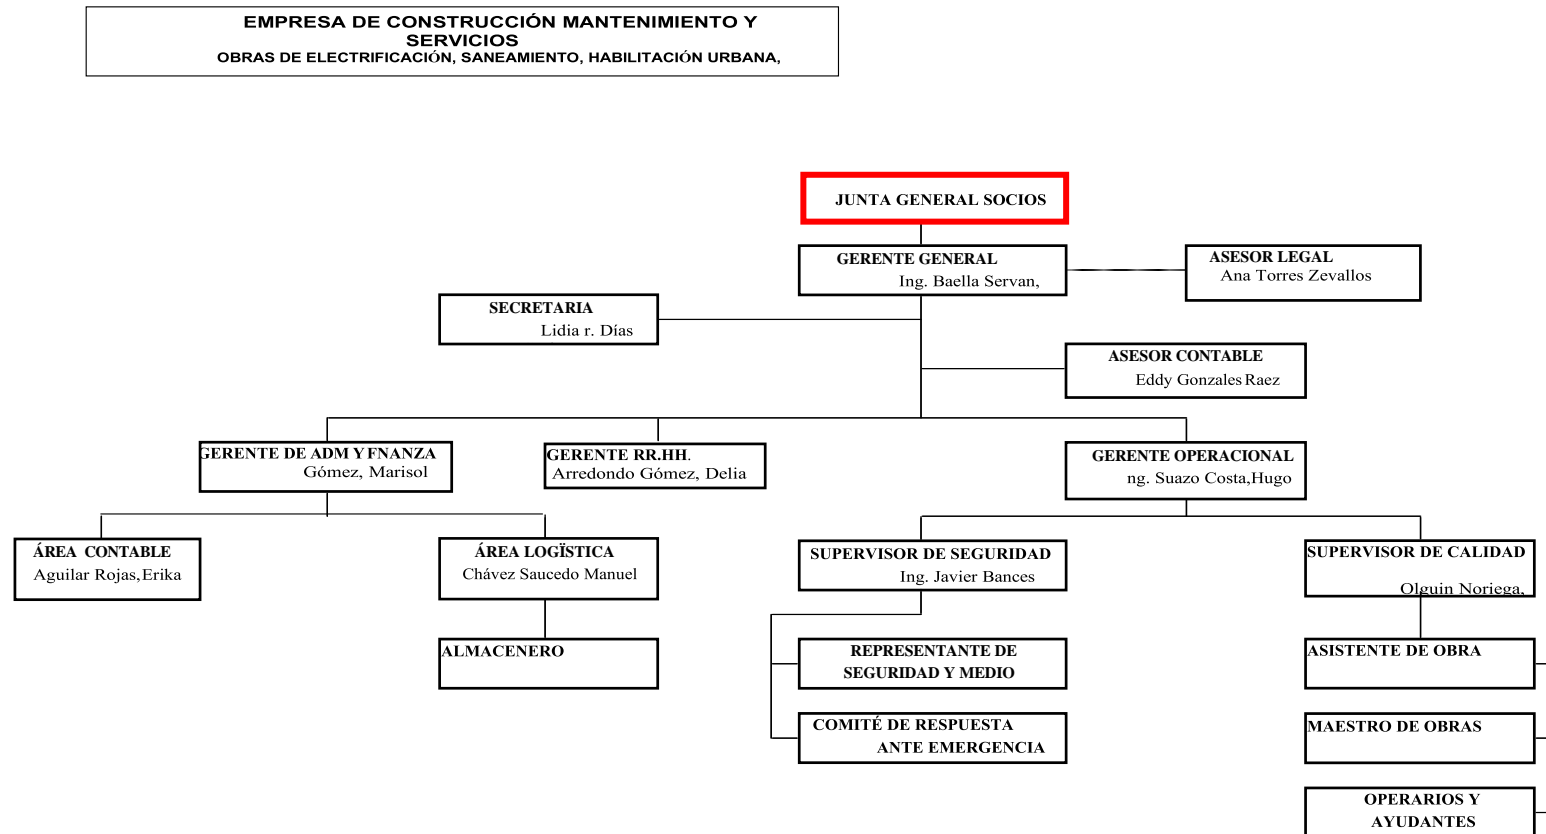 EMPRESA DE CONSTRUCCIÓN MANTENIMIENTO Y
SERVICIOS
OBRAS DE ELECTRIFICACIÓN, SANEAMIENTO, HABILITACIÓN URBANA,
JUNTA GENERAL SOCIOS
GERENTE GENERAL
Ing. Baella Servan,
ASESOR LEGAL
Ana Torres Zevallos
SECRETARIA
Lidia r. Días
ASESOR CONTABLE
Eddy Gonzales Raez
GERENTE DE ADM Y FNANZA
Gómez, Marisol
GERENTE RR.HH.
Arredondo Gómez, Delia
GERENTE OPERACIONAL
ng. Suazo Costa,Hugo
ÁREA CONTABLE
Aguilar Rojas,Erika
ÁREA LOGÏSTICA
Chávez Saucedo Manuel
SUPERVISOR DE SEGURIDAD
Ing. Javier Bances
SUPERVISOR DE CALIDAD
Olguin Noriega,
ALMACENERO
REPRESENTANTE DE
SEGURIDAD Y MEDIO
ASISTENTE DE OBRA
COMITÉ DE RESPUESTA
ANTE EMERGENCIA
MAESTRO DE OBRAS
OPERARIOS Y
AYUDANTES